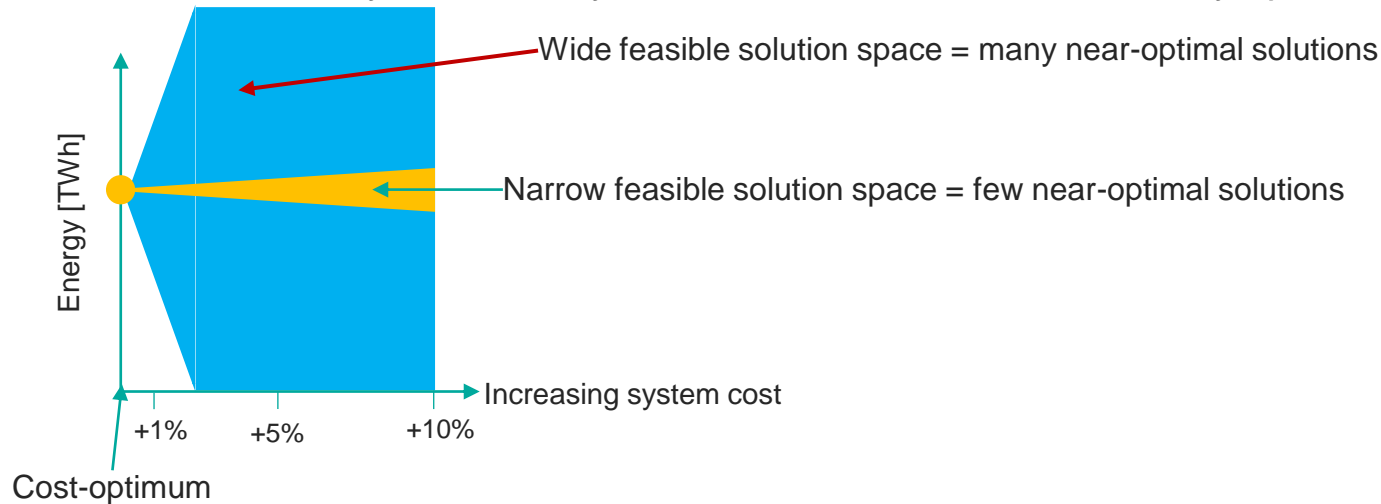 Wide feasible solution space = many near-optimal solutions
Energy [TWh]
Narrow feasible solution space = few near-optimal solutions
Increasing system cost
+1%
+5%
+10%
Cost-optimum